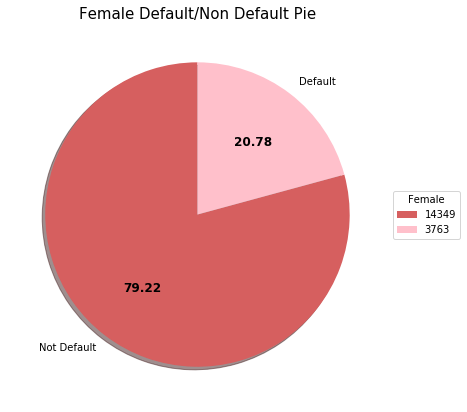 Female Default/Non Default Pie
Default
20.78
Female
14349
3763
79.22
Not Default